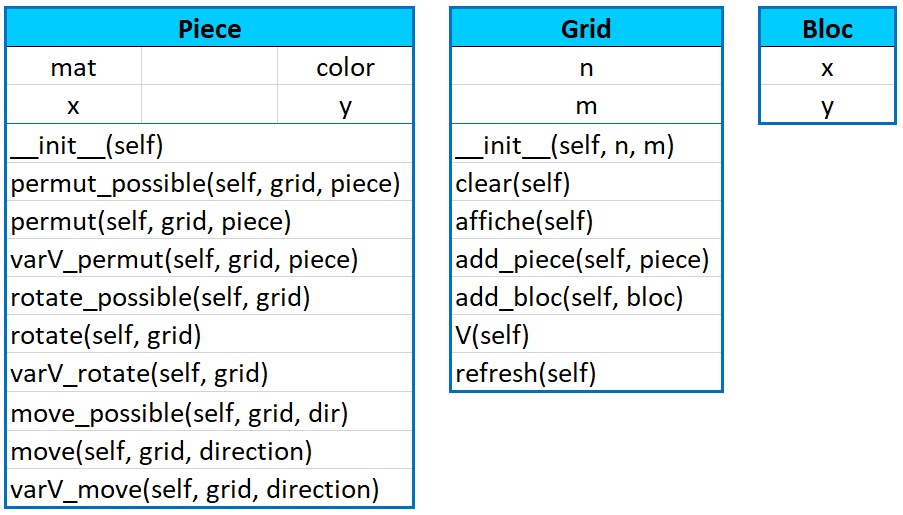 Piece
mat color
x y
__init__(self)
permut_possible(self, grid, piece)
permut(self, grid, piece)
varV_permut(self, grid, piece)
rotate_possible(self, grid)
rotate(self, grid)
varV_rotate(self, grid)
move_possible(self, grid, dir)
move(self, grid, direction)
varV_move(self, grid, direction)
Grid
n
m
__init__(self, n, m)
clear(self)
affiche(self)
add_piece(self, piece)
add_bloc(self, bloc)
V(self)
refresh(self)
Bloc
x
y